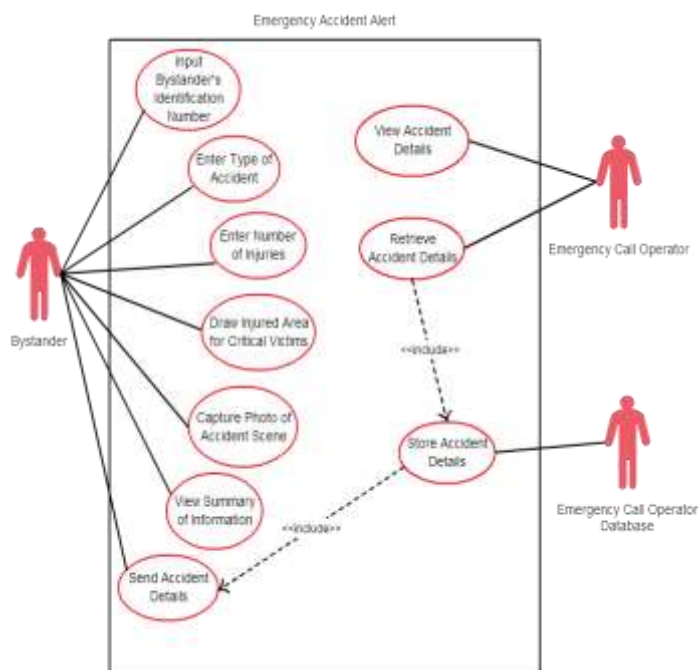 Emergency Accident Alert
Input
Bystander's
Identification
Number
Enter Type of
Accident
Enter Number
of Injuries
Draw Injured Area
for Critical Victims
Capture Photo of
Accident Scene
View Summary
of Information
Send Accident
Details
Bystander
View Accident
Details
Retrieve
Accident Details
<<include>>
Store Accident
Details
<<include>>
Emergency Call Operator
Emergency Call Operator
Database